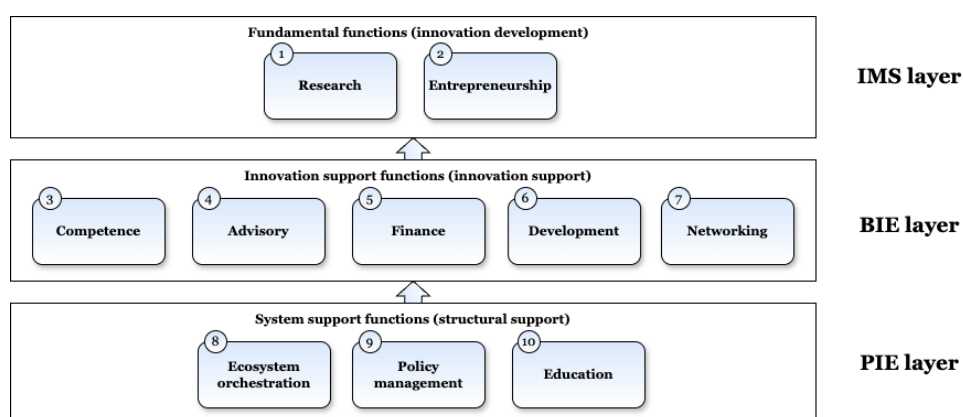 Fundamental functions (innovation development)
1
2
Research
Entrepreneurship
IMS layer
Innovation support functions (innovation support)
3
4
5
6
7
Competence
Advisory
Finance
Development
Networking
BIE layer
System support functions (structural support)
8
9
10
Ecosystem
orchestration
Policy
management
Education
PIE layer